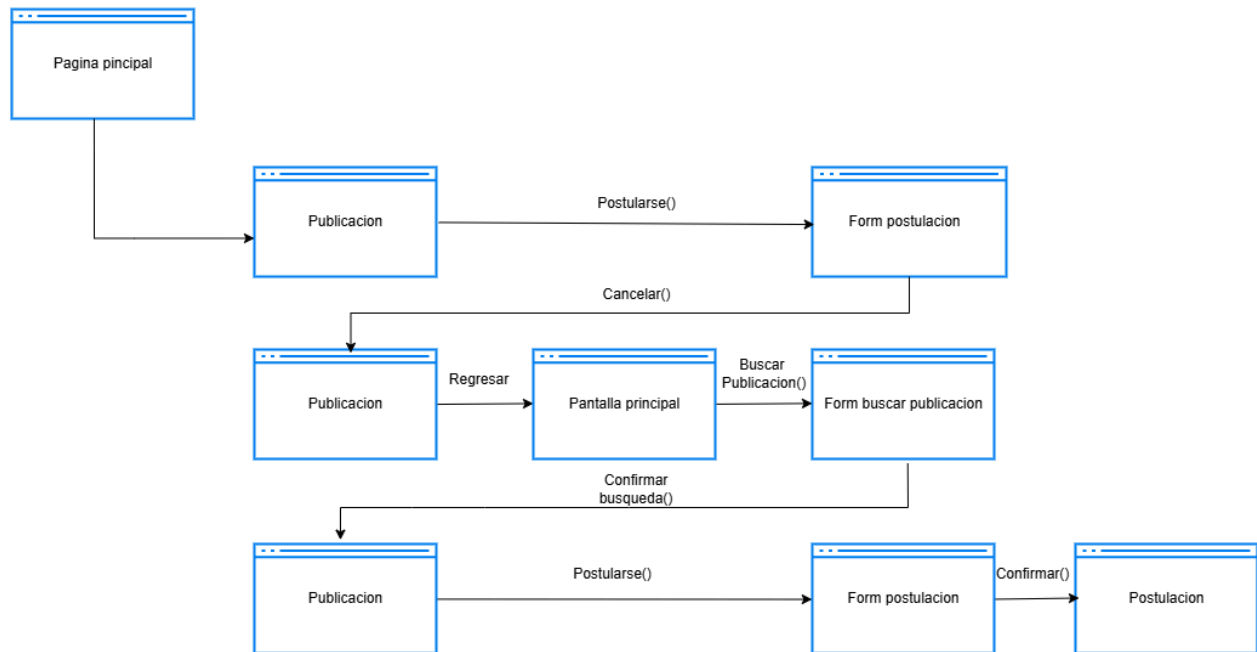 Pagina pincipal
Publicacion
Postularse()
Form postulacion
Cancelar()
Publicacion
Regresar
Pantalla principal
Buscar
Publicacion()
Form buscar publicacion
Confirmar
busqueda()
Publicacion
Postularse()
Form postulacion
Confirmar()
Postulacion